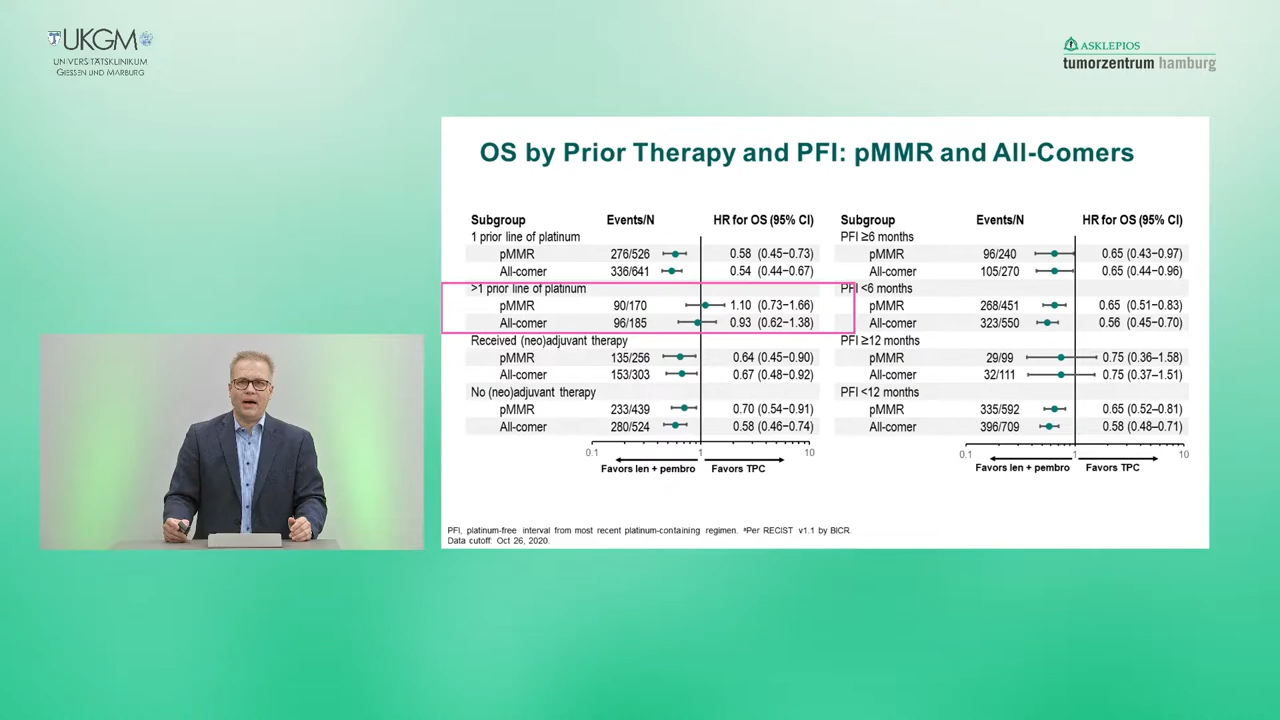 UKGM
UNIVERSITÄTSKLINIKUM
GIESSEN UND MARBURG
ASKLEPIOS
tumorzentrum hamburg
OS by Prior Therapy and PFI: pMMR and All-Comers
Subgroup Events/N HR for OS (95% CI)
1 prior line of platinum
pMMR 276/526 0.58 (0.45–0.73)
All-comer 336/641 0.54 (0.44–0.67)
>1 prior line of platinum
pMMR 90/170 1.10 (0.73–1.66)
All-comer 96/185 0.93 (0.62–1.38)
Received (neo)adjuvant therapy
pMMR 135/256 0.64 (0.45–0.90)
All-comer 153/303 0.67 (0.48–0.92)
No (neo)adjuvant therapy
pMMR 233/439 0.70 (0.54–0.91)
All-comer 280/524 0.58 (0.46–0.74)
0.1 1 10
Favors len + pembro Favors TPC
Subgroup Events/N HR for OS (95% CI)
PFI ≥6 months
pMMR 96/240 0.65 (0.43–0.97)
All-comer 105/270 0.65 (0.44–0.96)
PFI <6 months
pMMR 268/451 0.65 (0.51–0.83)
All-comer 323/550 0.56 (0.45–0.70)
PFI ≥12 months
pMMR 29/99 0.75 (0.36–1.58)
All-comer 32/111 0.75 (0.37–1.51)
PFI <12 months
pMMR 335/592 0.65 (0.52–0.81)
All-comer 396/709 0.58 (0.48–0.71)
0.1 1 10
Favors len + pembro Favors TPC
PFI, platinum-free interval from most recent platinum-containing regimen. ᵃPer RECIST v1.1 by BICR.
Data cutoff: Oct 26, 2020.